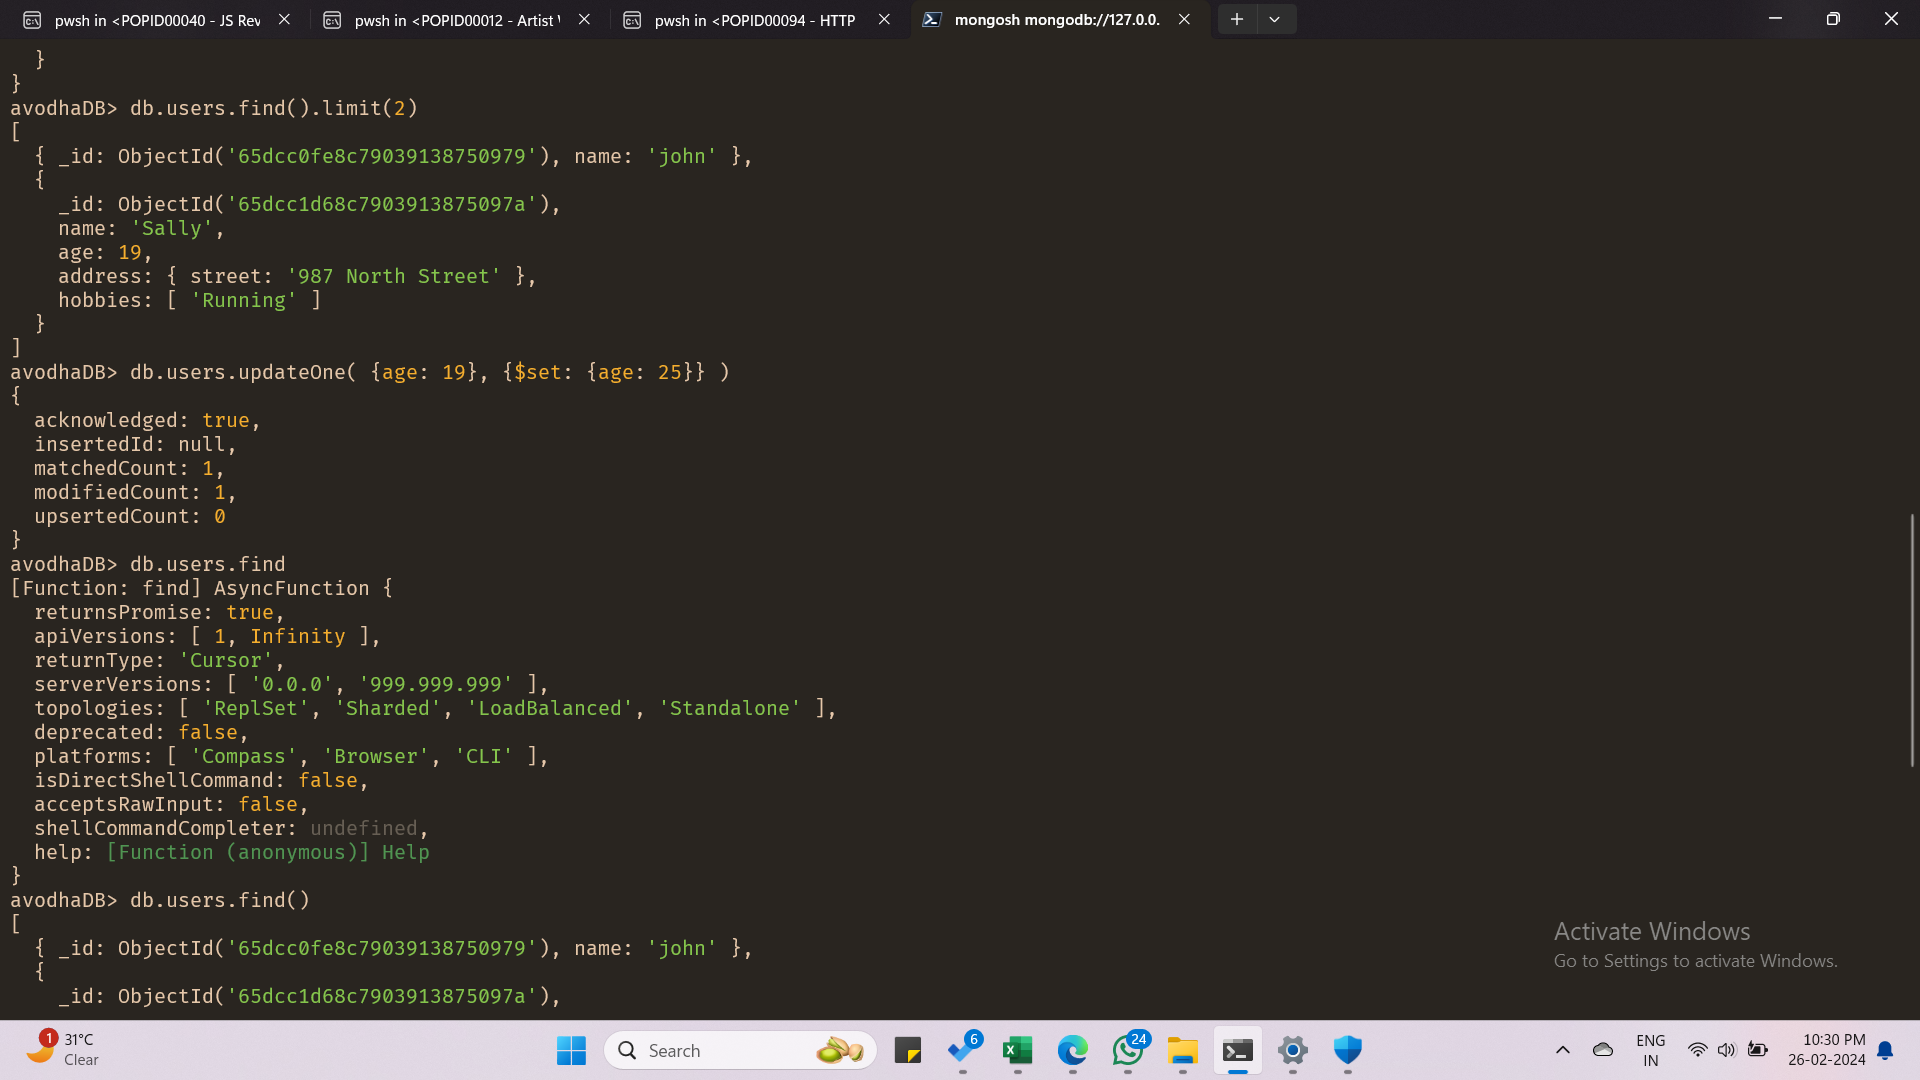 pwsh in <POPID00040 - JS Rev
pwsh in <POPID00012 - Artist
pwsh in <POPID00094 - HTTP
mongosh mongodb://127.0.0.
  }
}
avodhaDB> db.users.find().limit(2)
[
  { _id: ObjectId('65dcc0fe8c79039138750979'), name: 'john' },
  {
    _id: ObjectId('65dcc1d68c7903913875097a'),
    name: 'Sally',
    age: 19,
    address: { street: '987 North Street' },
    hobbies: [ 'Running' ]
  }
]
avodhaDB> db.users.updateOne( {age: 19}, {$set: {age: 25}} )
{
  acknowledged: true,
  insertedId: null,
  matchedCount: 1,
  modifiedCount: 1,
  upsertedCount: 0
}
avodhaDB> db.users.find
[Function: find] AsyncFunction {
  returnsPromise: true,
  apiVersions: [ 1, Infinity ],
  returnType: 'Cursor',
  serverVersions: [ '0.0.0', '999.999.999' ],
  topologies: [ 'ReplSet', 'Sharded', 'LoadBalanced', 'Standalone' ],
  deprecated: false,
  platforms: [ 'Compass', 'Browser', 'CLI' ],
  isDirectShellCommand: false,
  acceptsRawInput: false,
  shellCommandCompleter: undefined,
  help: [Function (anonymous)] Help
}
avodhaDB> db.users.find()
[
  { _id: ObjectId('65dcc0fe8c79039138750979'), name: 'john' },
  {
    _id: ObjectId('65dcc1d68c7903913875097a'),
Activate Windows
Go to Settings to activate Windows.
1
31°C
Clear
Search
6
24
ENG
IN
10:30 PM
26-02-2024